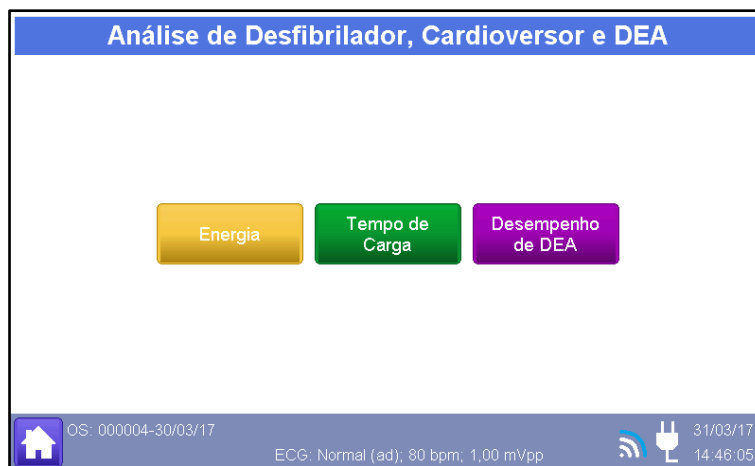 Análise de Desfibrilador, Cardioversor e DEA
Energia
Tempo de
Carga
Desempenho
de DEA
OS: 000004-30/03/17
31/03/17
ECG: Normal (ad); 80 bpm; 1,00 mVpp
14:46:05